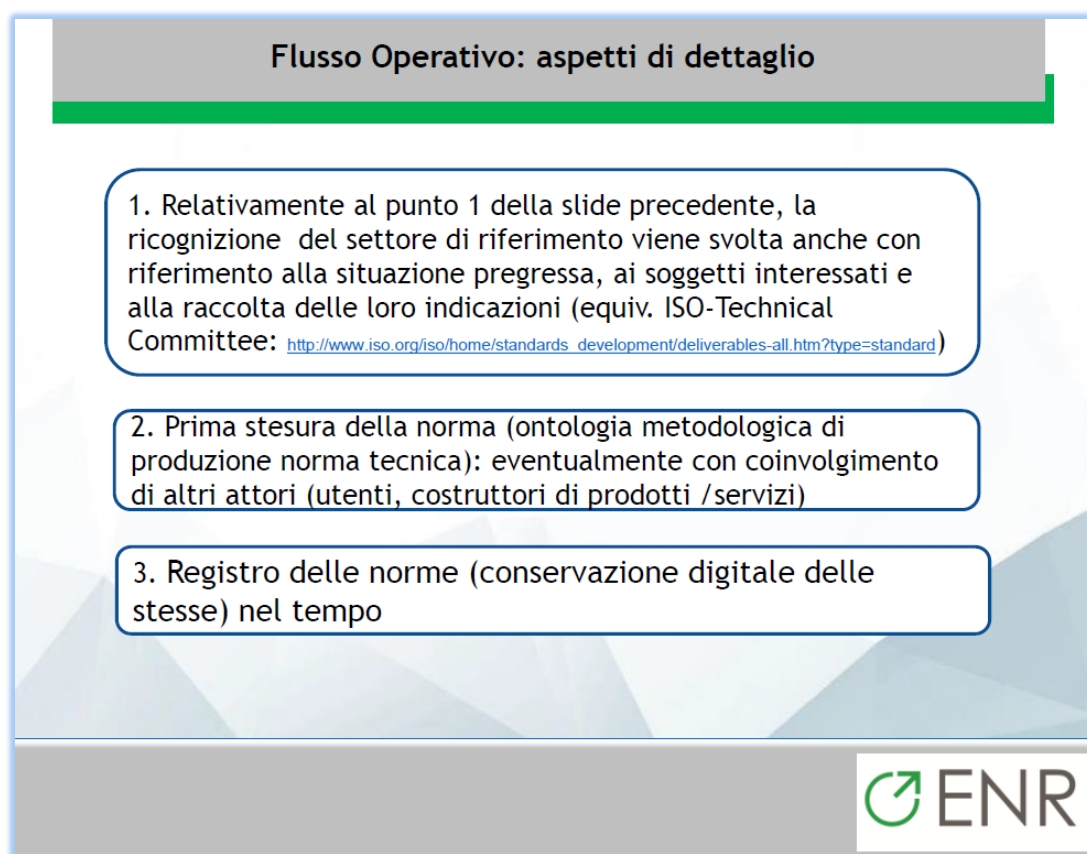 Flusso Operativo: aspetti di dettaglio
1. Relativamente al punto 1 della slide precedente, la
ricognizione del settore di riferimento viene svolta anche con
riferimento alla situazione pregressa, ai soggetti interessati e
alla raccolta delle loro indicazioni (equiv. ISO-Technical
Committee: http://www.iso.org/iso/home/standards_development/deliverables-all.htm?type=standard)
2. Prima stesura della norma (ontologia metodologica di
produzione norma tecnica): eventualmente con coinvolgimento
di altri attori (utenti, costruttori di prodotti /servizi)
3. Registro delle norme (conservazione digitale delle
stesse) nel tempo
ENR